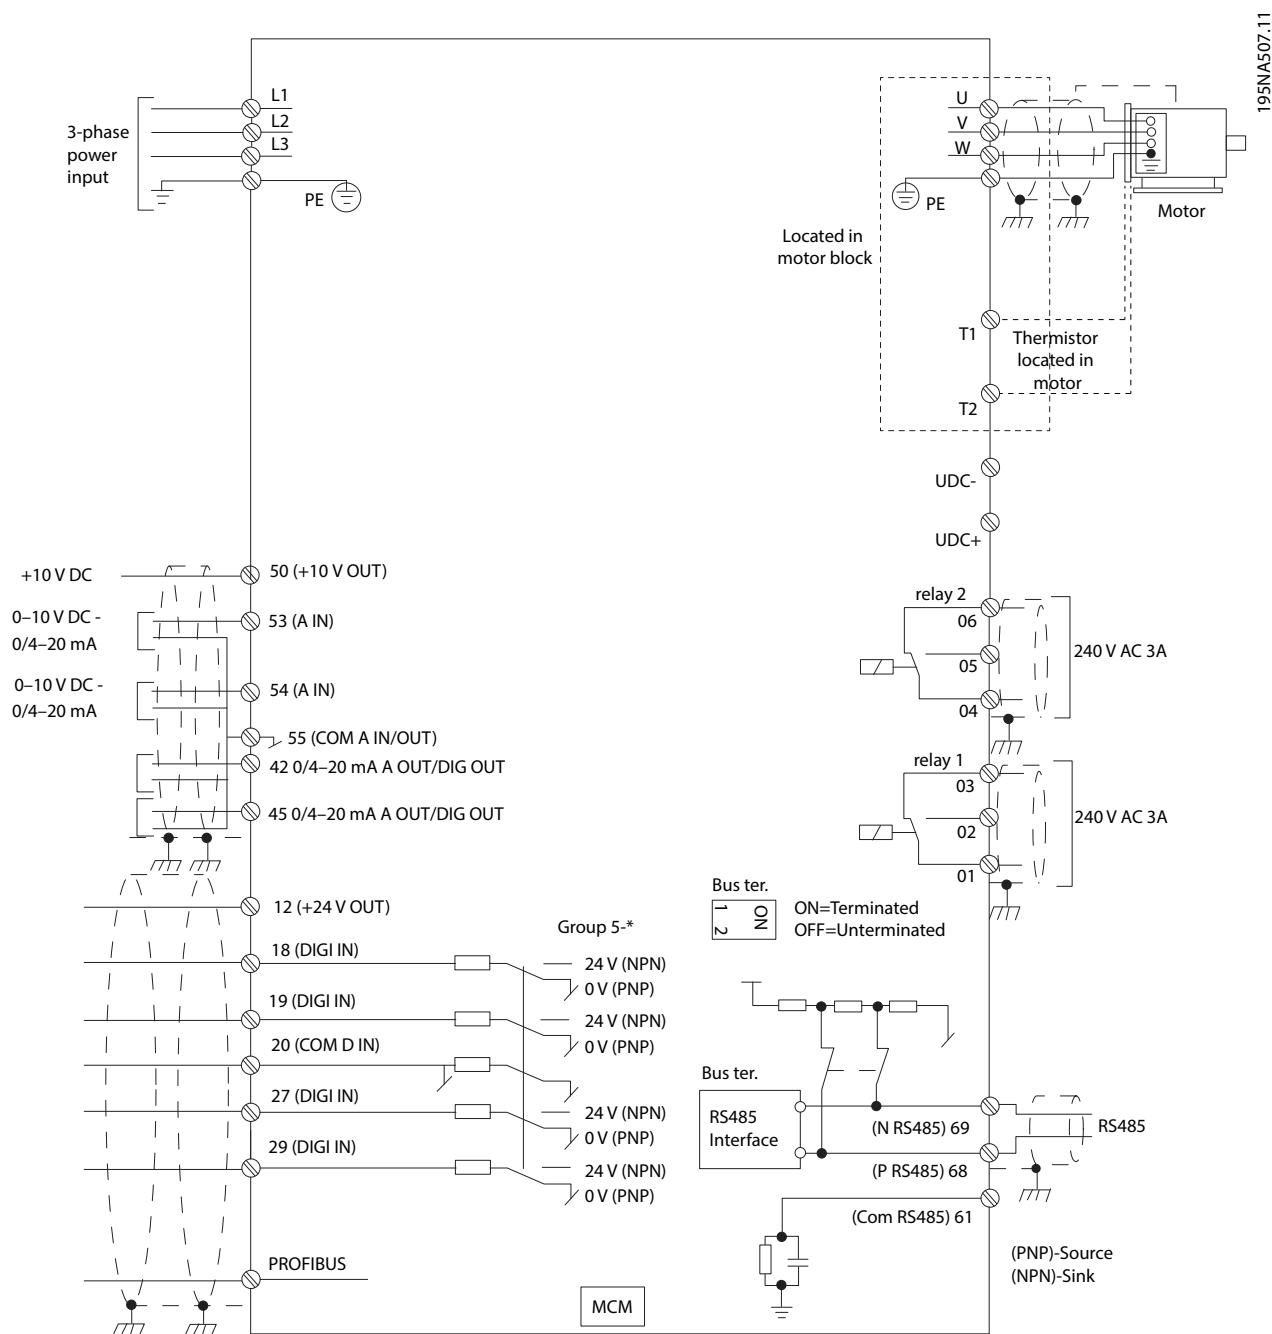 195NA507.11
3-phase
power
input
L1
L2
L3
PE
U
V
W
PE
Motor
Located in
motor block
T1
Thermistor
located in
motor
T2
UDC-
UDC+
+10 V DC
50 (+10 V OUT)
0–10 V DC -
0/4–20 mA
53 (A IN)
0–10 V DC -
0/4–20 mA
54 (A IN)
55 (COM A IN/OUT)
42 0/4–20 mA A OUT/DIG OUT
45 0/4–20 mA A OUT/DIG OUT
relay 2
06
05
04
240 V AC 3A
relay 1
03
02
01
240 V AC 3A
12 (+24 V OUT)
Group 5-*
18 (DIGI IN)
24 V (NPN)
0 V (PNP)
19 (DIGI IN)
24 V (NPN)
0 V (PNP)
20 (COM D IN)
27 (DIGI IN)
24 V (NPN)
0 V (PNP)
29 (DIGI IN)
24 V (NPN)
0 V (PNP)
PROFIBUS
Bus ter.
1 2
ON
ON=Terminated
OFF=Unterminated
Bus ter.
RS485
Interface
(N RS485) 69
RS485
(P RS485) 68
(Com RS485) 61
(PNP)-Source
(NPN)-Sink
MCM